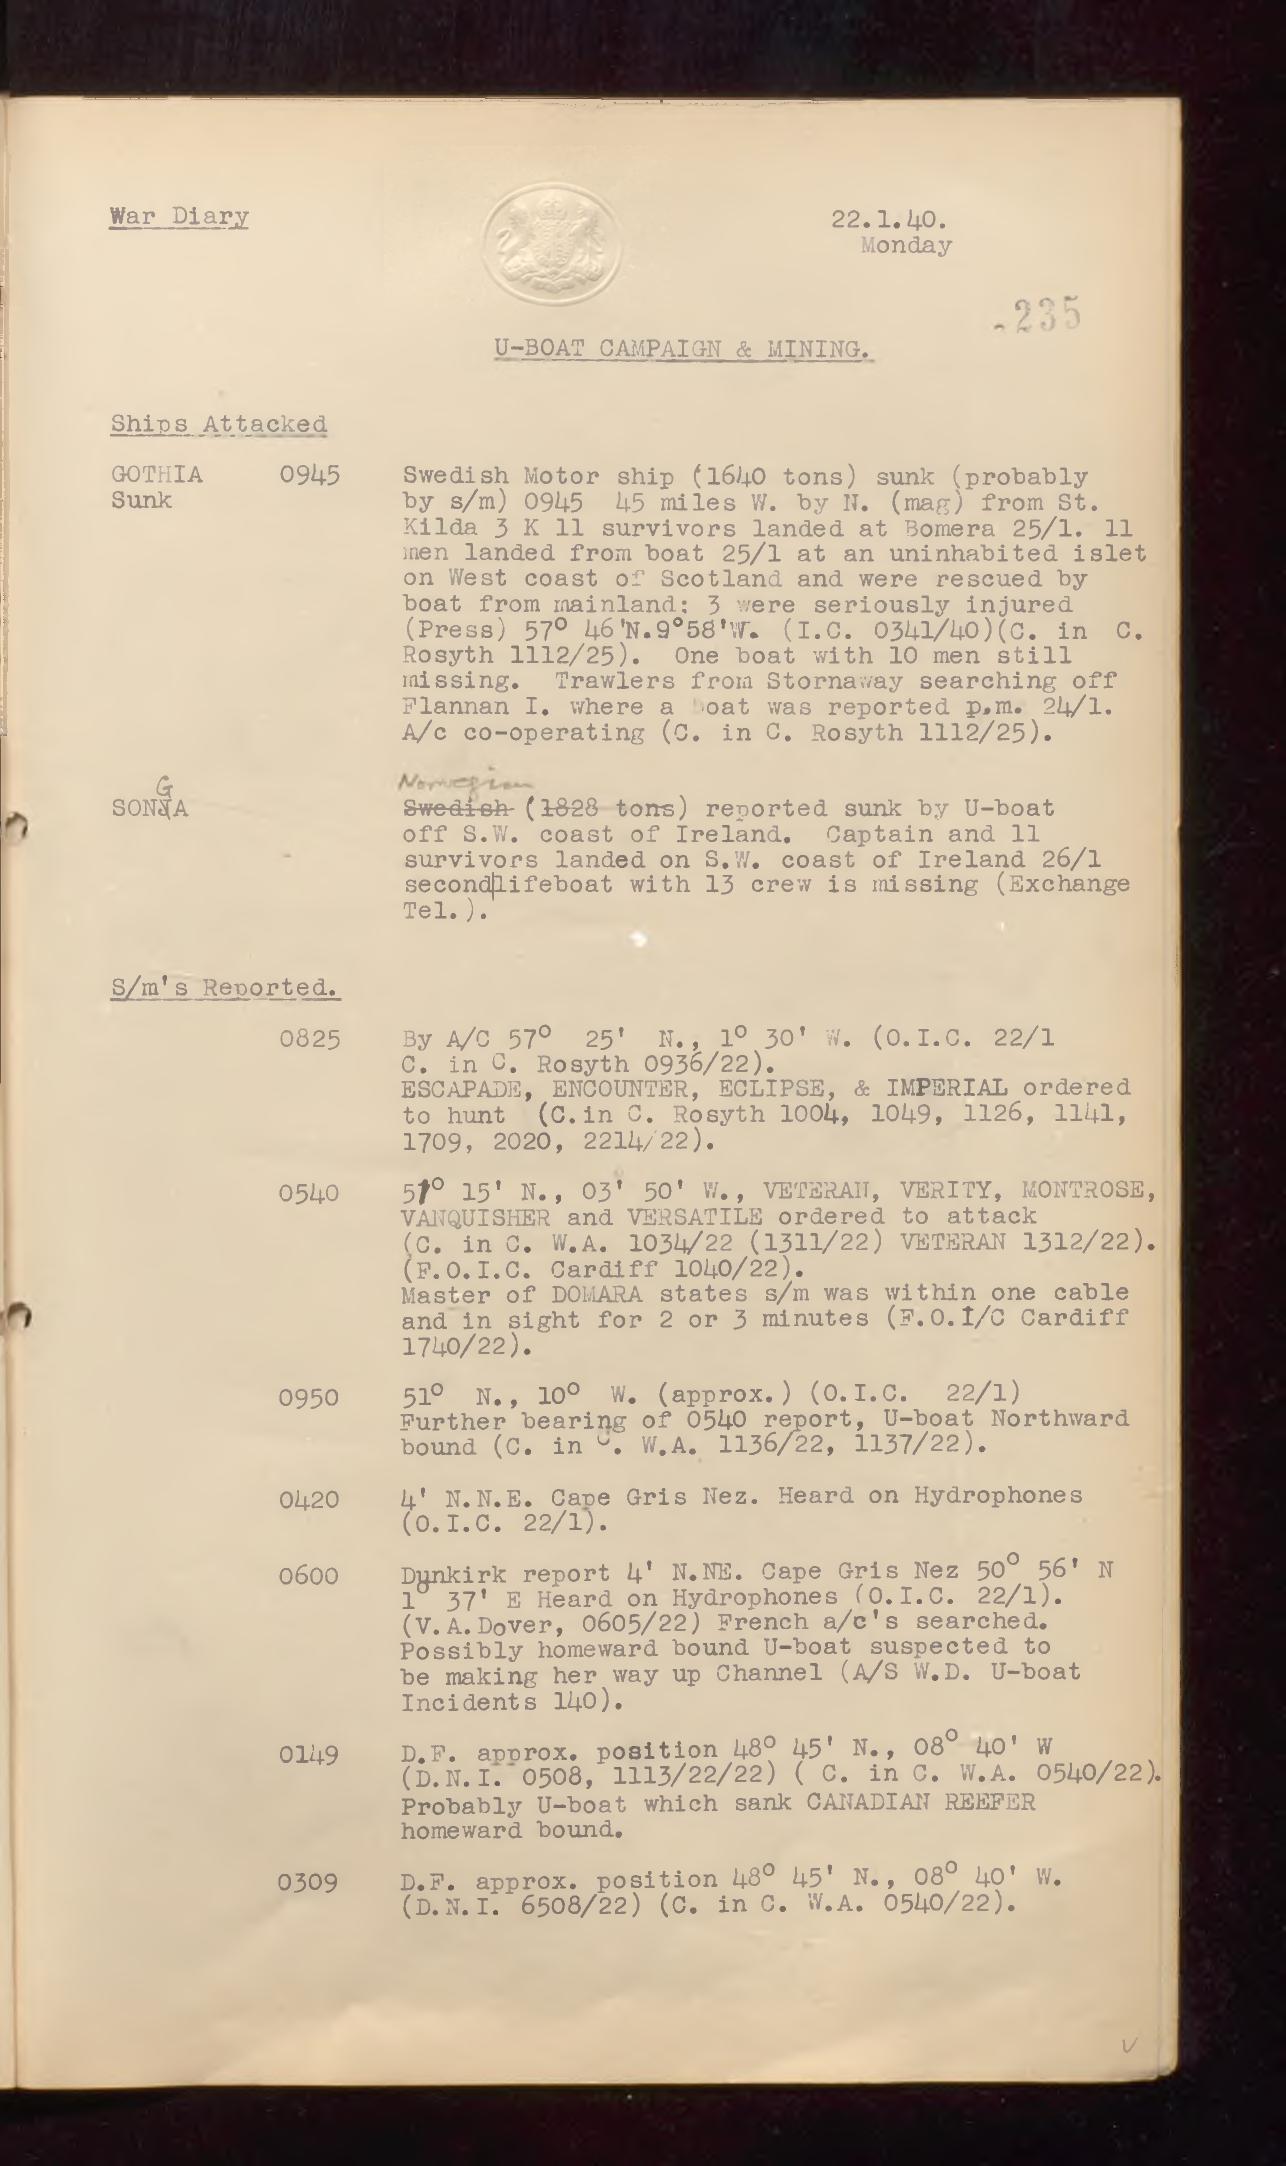 War Diary
22.1.40.
Monday
235
U-BOAT CAMPAIGN & MINING.
Ships Attacked
GOTHIA 0945 Swedish Motor ship (1640 tons) sunk (probably
Sunk by s/m) 0945 45 miles W. by N. (mag) from St.
Kilda 3 K 11 survivors landed at Bomera 25/1. 11
men landed from boat 25/1 at an uninhabited islet
on West coast of Scotland and were rescued by
boat from mainland: 3 were seriously injured
(Press) 57° 46'N.9°58'W. (I.C. 0341/40)(C. in C.
Rosyth 1112/25). One boat with 10 men still
missing. Trawlers from Stornaway searching off
Flannan I. where a boat was reported p.m. 24/1.
A/c co-operating (C. in C. Rosyth 1112/25).
G Norwegian
SONJA Swedish (1828 tons) reported sunk by U-boat
off S.W. coast of Ireland. Captain and 11
survivors landed on S.W. coast of Ireland 26/1
second|lifeboat with 13 crew is missing (Exchange
Tel.).
S/m's Reported.
0825 By A/C 57° 25' N., 1° 30' W. (O.I.C. 22/1
C. in C. Rosyth 0936/22).
ESCAPADE, ENCOUNTER, ECLIPSE, & IMPERIAL ordered
to hunt (C.in C. Rosyth 1004, 1049, 1126, 1141,
1709, 2020, 2214/22).
0540 51° 15' N., 03' 50' W., VETERAN, VERITY, MONTROSE,
VANQUISHER and VERSATILE ordered to attack
(C. in C. W.A. 1034/22 (1311/22) VETERAN 1312/22).
(F.O.I.C. Cardiff 1040/22).
Master of DOMARA states s/m was within one cable
and in sight for 2 or 3 minutes (F.O.I/C Cardiff
1740/22).
0950 51° N., 10° W. (approx.) (O.I.C. 22/1)
Further bearing of 0540 report, U-boat Northward
bound (C. in C. W.A. 1136/22, 1137/22).
0420 4' N.N.E. Cape Gris Nez. Heard on Hydrophones
(O.I.C. 22/1).
0600 Dunkirk report 4' N.NE. Cape Gris Nez 50° 56' N
1° 37' E Heard on Hydrophones (O.I.C. 22/1).
(V.A.Dover, 0605/22) French a/c's searched.
Possibly homeward bound U-boat suspected to
be making her way up Channel (A/S W.D. U-boat
Incidents 140).
0149 D.F. approx. position 48° 45' N., 08° 40' W
(D.N.I. 0508, 1113/22/22) ( C. in C. W.A. 0540/22).
Probably U-boat which sank CANADIAN REEFER
homeward bound.
0309 D.F. approx. position 48° 45' N., 08° 40' W.
(D.N.I. 6508/22) (C. in C. W.A. 0540/22).